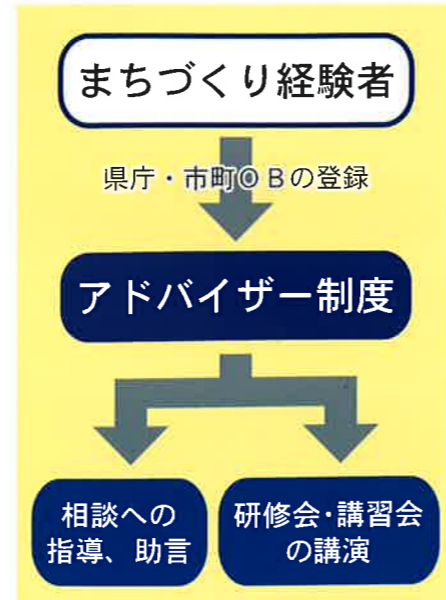 まちづくり経験者
県庁・市町ＯＢの登録
アドバイザー制度
相談への
指導、助言
研修会・講習会
の講演